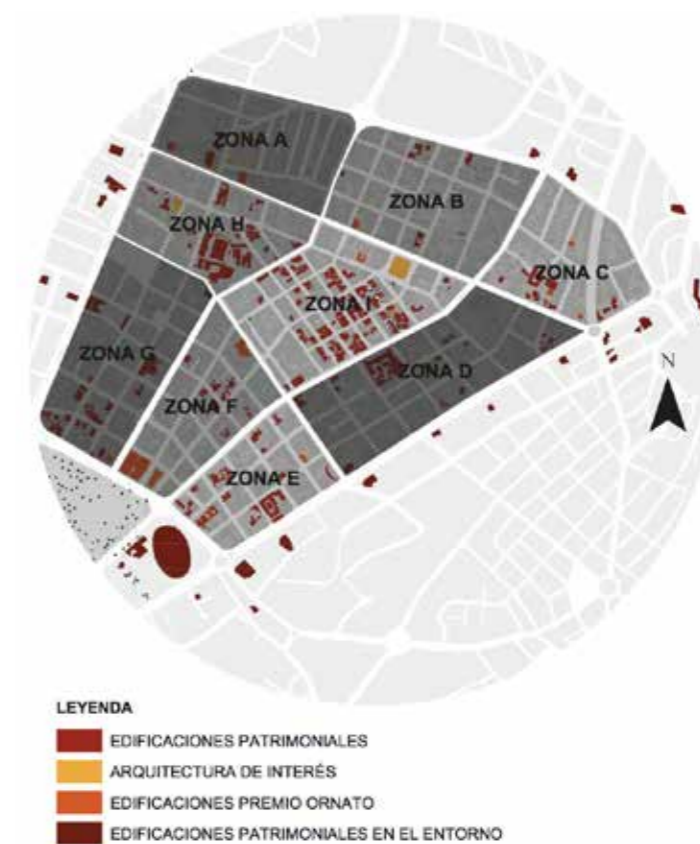 ZONA A
ZONA B
ZONA H
ZONA C
ZONA I
ZONA G
ZONA D
ZONA F
ZONA E
N
LEYENDA
EDIFICACIONES PATRIMONIALES
ARQUITECTURA DE INTERÉS
EDIFICACIONES PREMIO ORNATO
EDIFICACIONES PATRIMONIALES EN EL ENTORNO